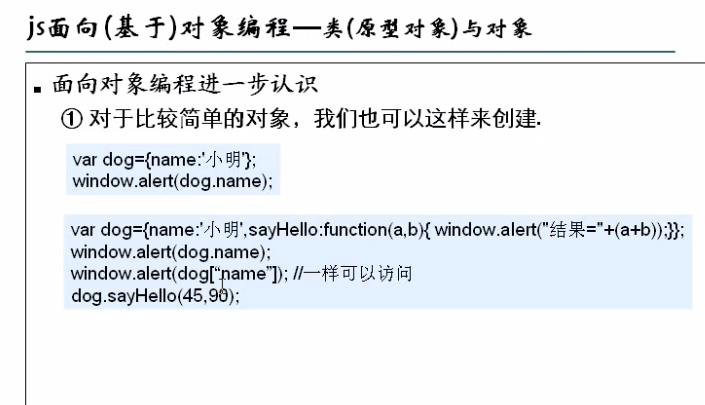 js面向(基于)对象编程—类(原型对象)与对象
面向对象编程进一步认识
① 对于比较简单的对象，我们也可以这样来创建.
var dog={name:'小明'};
window.alert(dog.name);
var dog={name:'小明',sayHello:function(a,b){ window.alert("结果="+(a+b));}};
window.alert(dog.name);
window.alert(dog[“name”]); //一样可以访问
dog.sayHello(45,90);